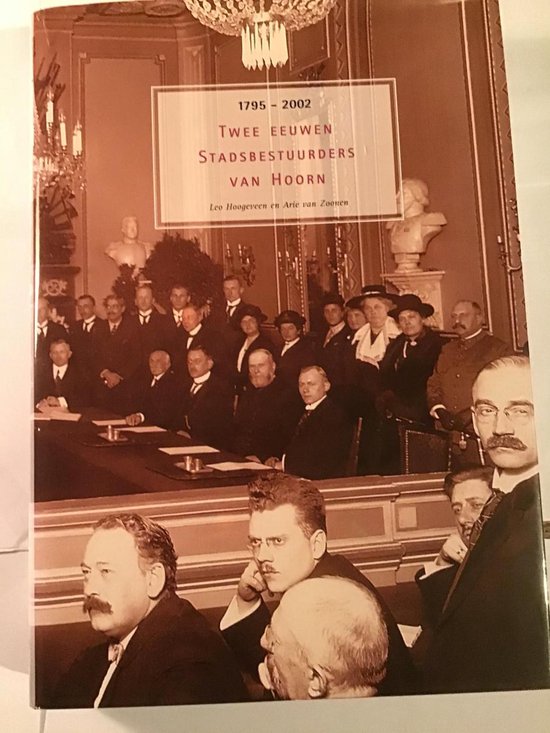 1795 – 2002
TWEE EEUWEN
STADSBESTUURDERS
VAN HOORN
Leo Hoogeveen en Arie van Zoonen